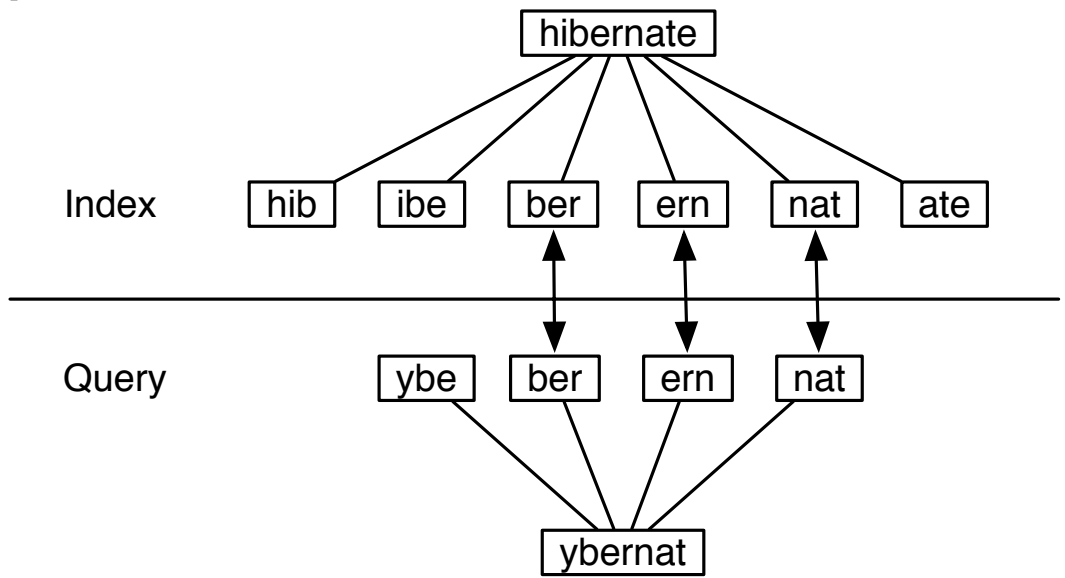 hibernate
Index hib ibe ber ern nat ate
Query ybe ber ern nat
ybernat